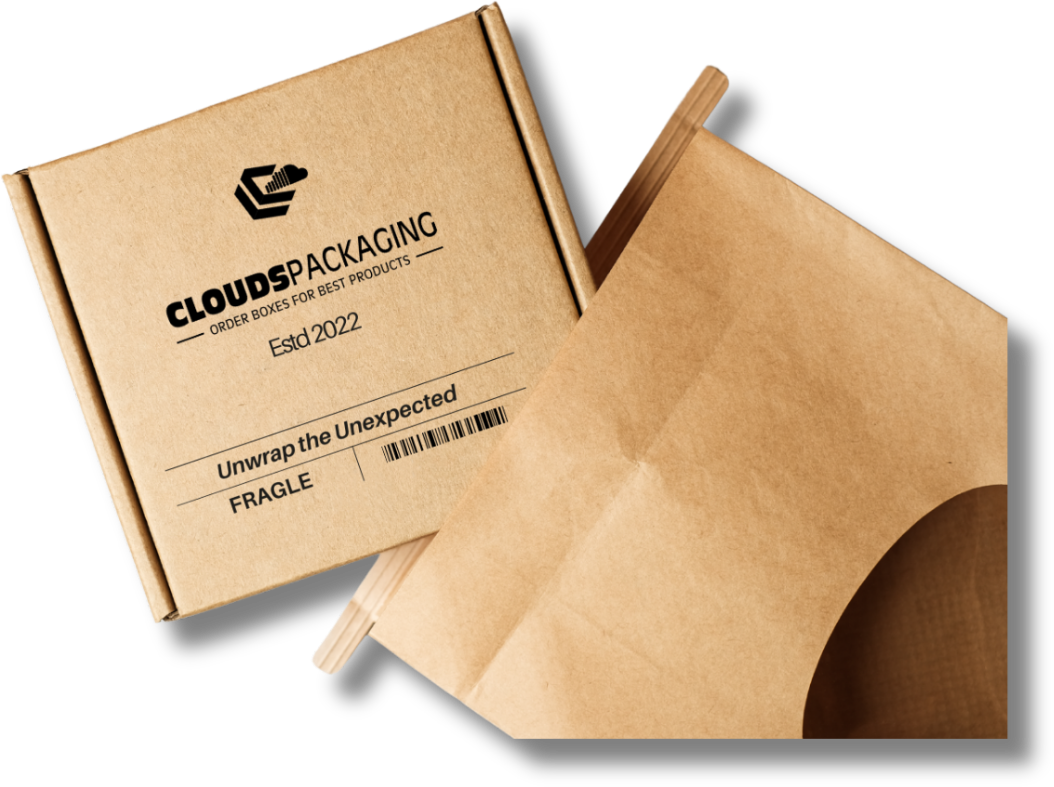 CLOUDSPACKAGING
ORDER BOXES FOR BEST PRODUCTS
Estd 2022
Unwrap the Unexpected
FRAGLE